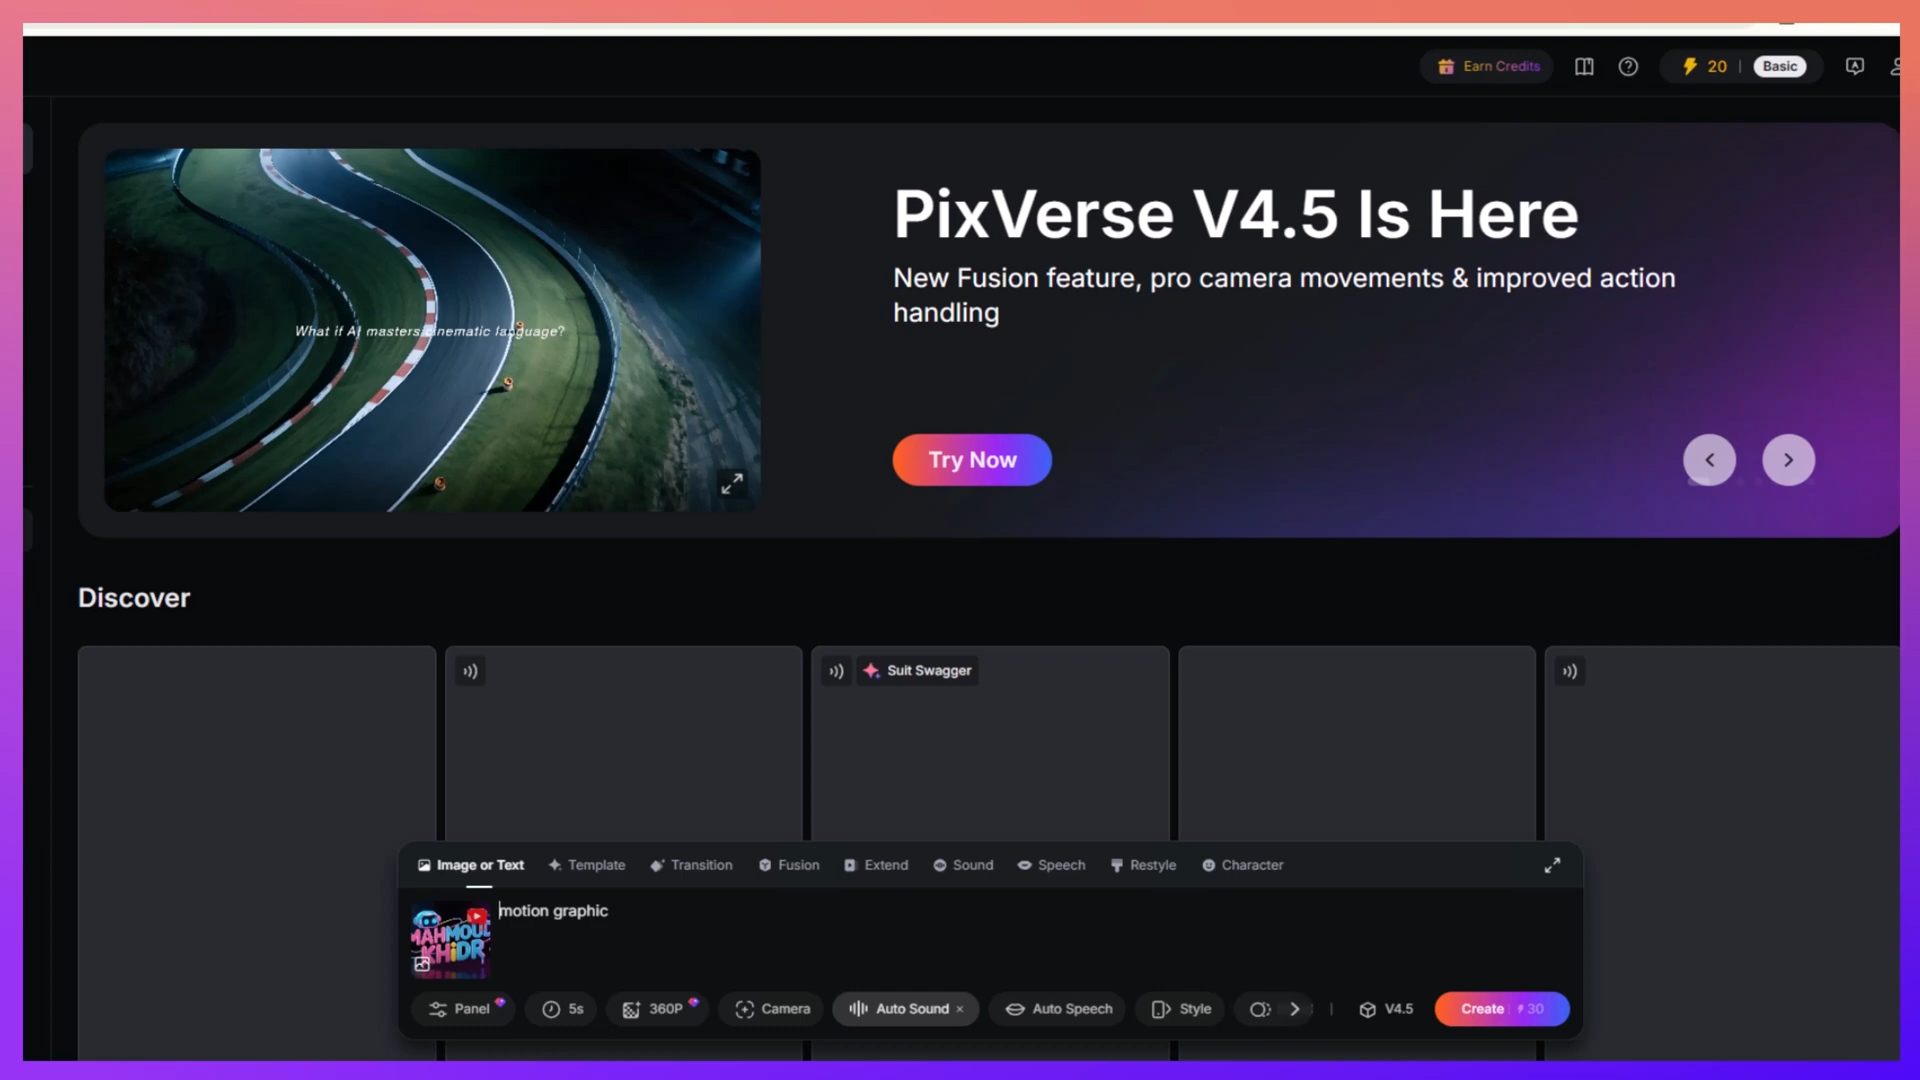 Earn Credits
20 | Basic
PixVerse V4.5 Is Here
New Fusion feature, pro camera movements & improved action
handling
What if AI masters cinematic language?
Try Now
Discover
Suit Swagger
Image or Text
Template
Transition
Fusion
Extend
Sound
Speech
Restyle
Character
motion graphic
MAHMOUD
KHiDR
Panel
5s
360P
Camera
Auto Sound ×
Auto Speech
Style
V4.5
Create
30